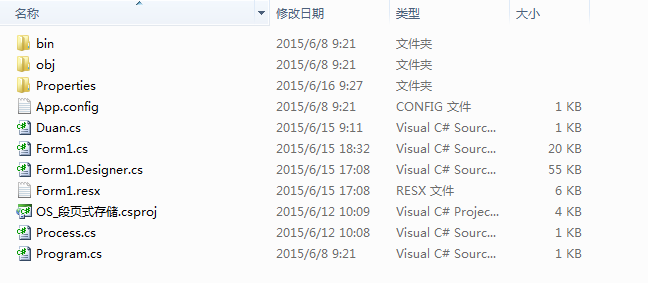 名称 修改日期 类型 大小
bin 2015/6/8 9:21 文件夹
obj 2015/6/8 9:21 文件夹
Properties 2015/6/16 9:27 文件夹
App.config 2015/6/8 9:21 CONFIG 文件 1 KB
Duan.cs 2015/6/15 9:11 Visual C# Sourc... 1 KB
Form1.cs 2015/6/15 18:32 Visual C# Sourc... 20 KB
Form1.Designer.cs 2015/6/15 17:08 Visual C# Sourc... 55 KB
Form1.resx 2015/6/15 17:08 RESX 文件 6 KB
OS_段页式存储.csproj 2015/6/12 10:09 Visual C# Projec... 4 KB
Process.cs 2015/6/12 10:08 Visual C# Sourc... 1 KB
Program.cs 2015/6/8 9:21 Visual C# Sourc... 1 KB